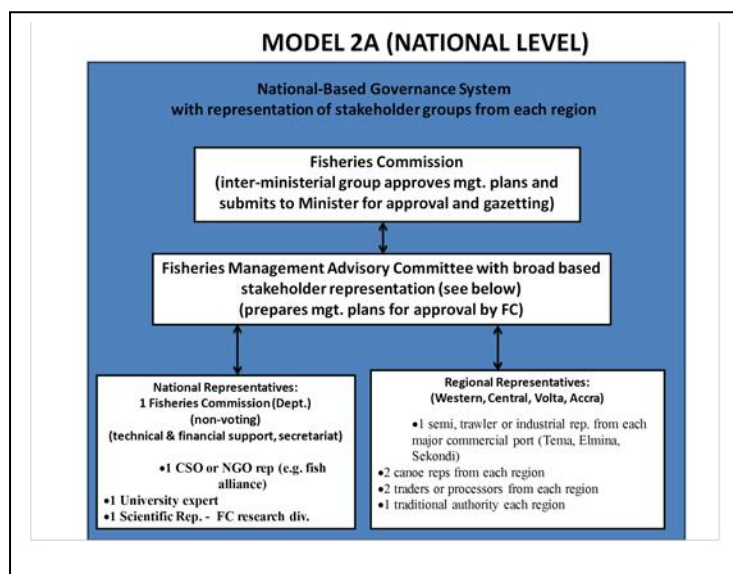 MODEL 2A (NATIONAL LEVEL)
National-Based Governance System
with representation of stakeholder groups from each region
Fisheries Commission
(inter-ministerial group approves mgt. plans and
submits to Minister for approval and gazetting)
Fisheries Management Advisory Committee with broad based
stakeholder representation (see below)
(prepares mgt. plans for approval by FC)
National Representatives:
1 Fisheries Commission (Dept.)
(non-voting)
(technical & financial support, secretariat)
•1 CSO or NGO rep (e.g. fish
alliance)
•1 University expert
•1 Scientific Rep. - FC research div.
Regional Representatives:
(Western, Central, Volta, Accra)
•1 semi, trawler or industrial rep. from each
major commercial port (Tema, Elmina,
Sekondi)
•2 canoe reps from each region
•2 traders or processors from each region
•1 traditional authority each region